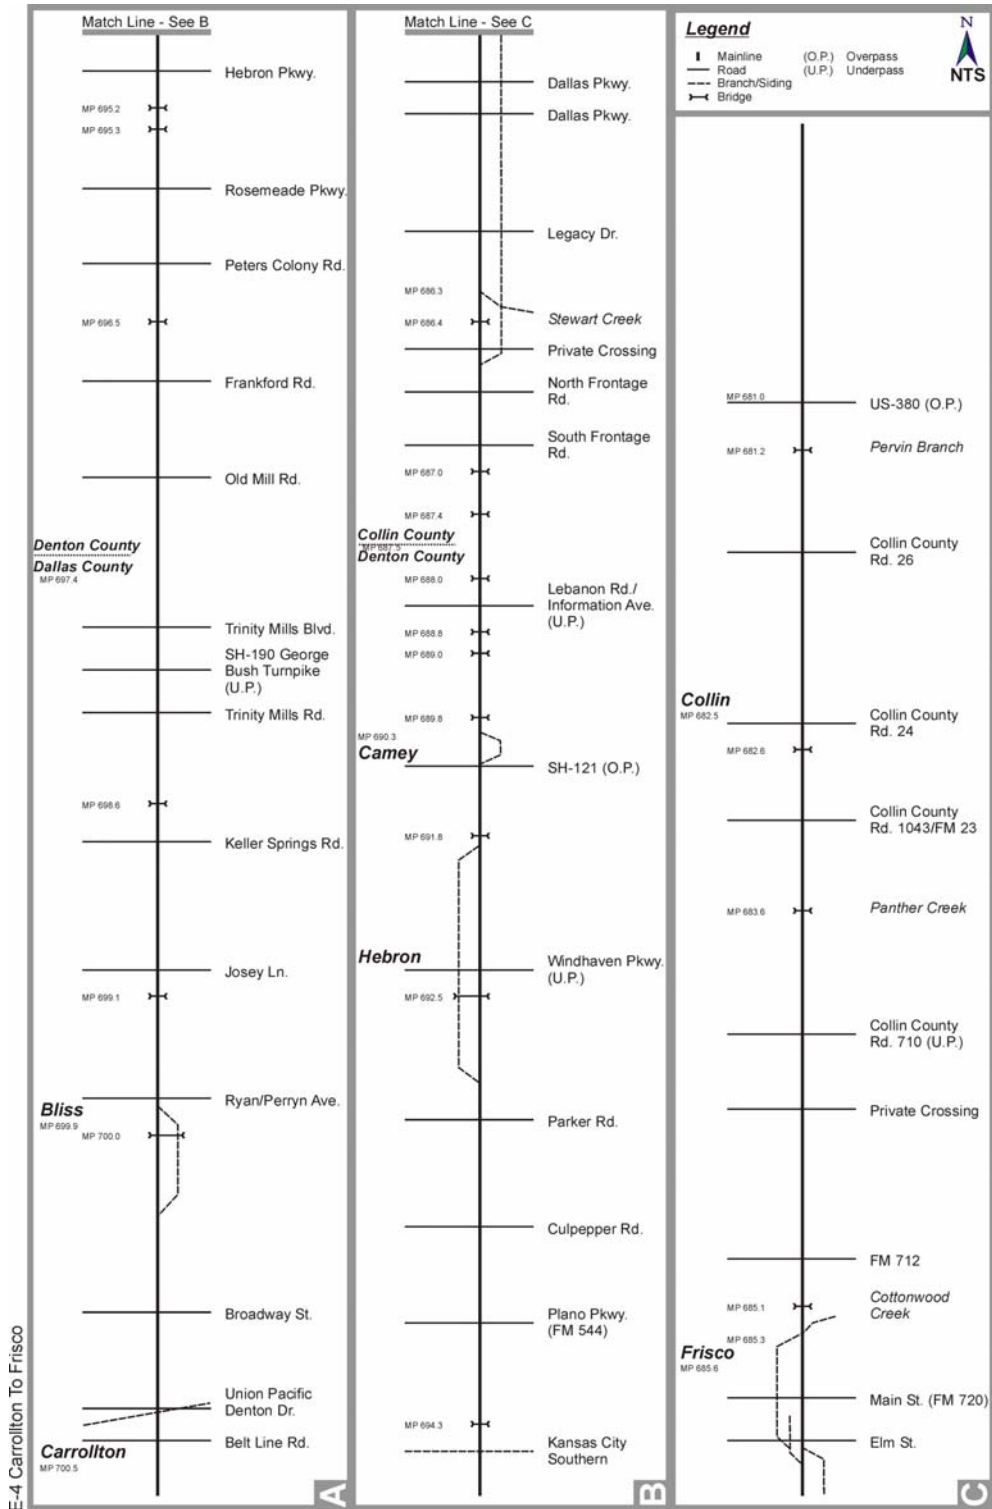 Match Line - See B
Hebron Pkwy.
MP 695.2
MP 695.3
Rosemeade Pkwy.
Peters Colony Rd.
MP 696.5
Frankford Rd.
Old Mill Rd.
Denton County
Dallas County
MP 697.4
Trinity Mills Blvd.
SH-190 George
Bush Turnpike
(U.P.)
Trinity Mills Rd.
MP 698.6
Keller Springs Rd.
Josey Ln.
MP 699.1
Ryan/Perryn Ave.
Bliss
MP 699.9
MP 700.0
Broadway St.
Union Pacific
Denton Dr.
Belt Line Rd.
Carrollton
MP 700.5
A
E-4 Carrollton To Frisco
Match Line - See C
Dallas Pkwy.
Dallas Pkwy.
Legacy Dr.
MP 686.3
MP 686.4
Stewart Creek
Private Crossing
North Frontage
Rd.
South Frontage
Rd.
MP 687.0
MP 687.4
Collin County
MP 687.5
Denton County
MP 688.0
Lebanon Rd./
Information Ave.
(U.P.)
MP 688.8
MP 689.0
MP 689.8
MP 690.3
Camey
SH-121 (O.P.)
MP 691.8
Hebron
Windhaven Pkwy.
(U.P.)
MP 692.5
Parker Rd.
Culpepper Rd.
Plano Pkwy.
(FM 544)
MP 694.3
Kansas City
Southern
B
Legend
Mainline (O.P.) Overpass
Road (U.P.) Underpass
Branch/Siding
Bridge
N
NTS
MP 681.0
US-380 (O.P.)
MP 681.2
Pervin Branch
Collin County
Rd. 26
Collin
MP 682.5
Collin County
Rd. 24
MP 682.6
Collin County
Rd. 1043/FM 23
MP 683.6
Panther Creek
Collin County
Rd. 710 (U.P.)
Private Crossing
FM 712
Cottonwood
Creek
MP 685.1
MP 685.3
Frisco
MP 685.6
Main St. (FM 720)
Elm St.
C